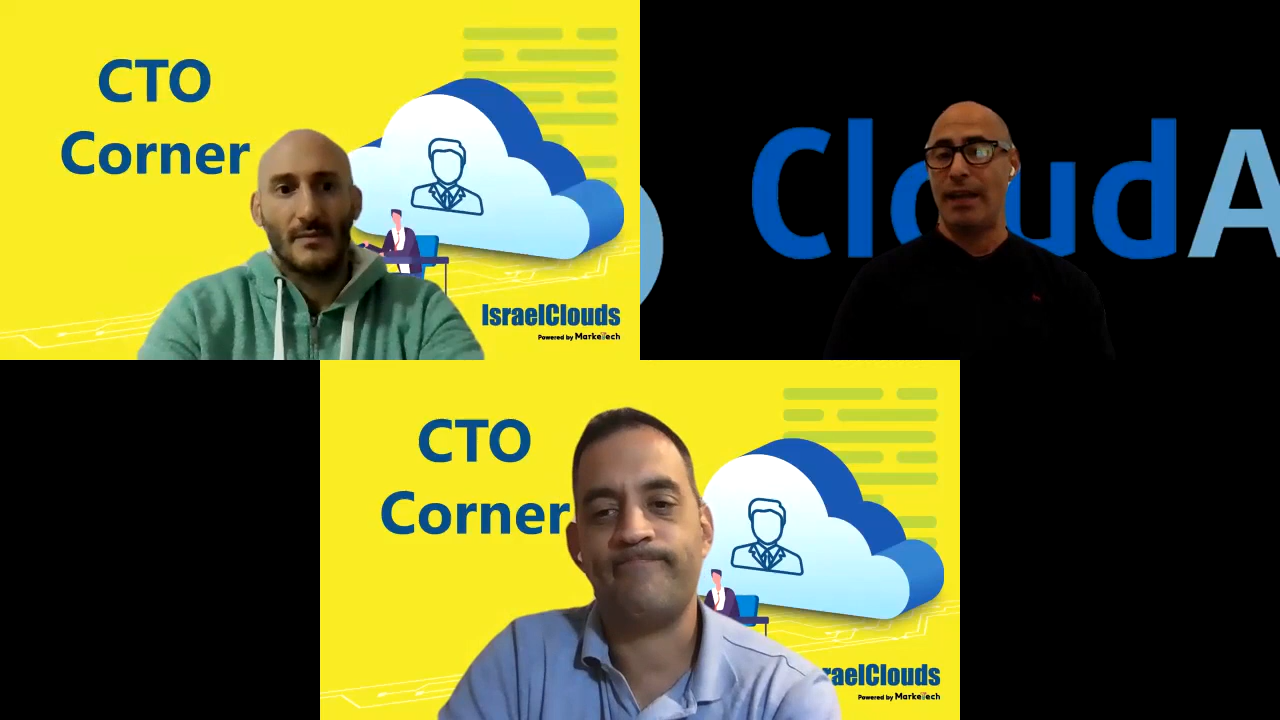 CTO
Corner
IsraelClouds
Powered by MarkeTech
CloudA
CTO
Corner
raelClouds
Powered by MarkeTech